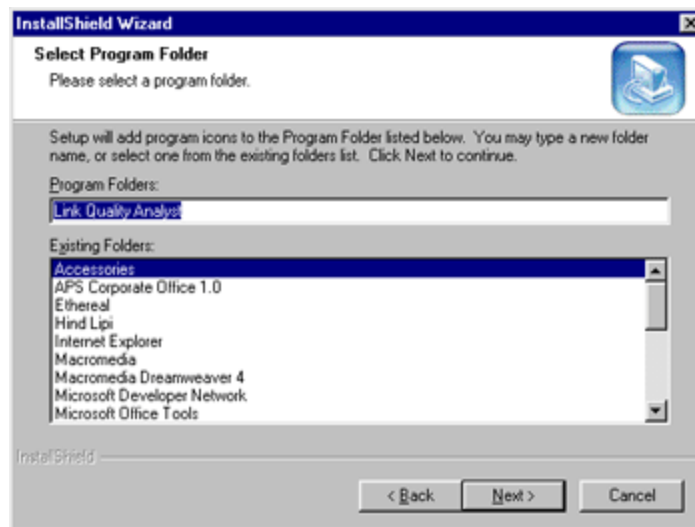 InstallShield Wizard
Select Program Folder
Please select a program folder.
Setup will add program icons to the Program Folder listed below. You may type a new folder
name, or select one from the existing folders list. Click Next to continue.
Program Folders:
Link Quality Analyst
Existing Folders:
Accessories
APS Corporate Office 1.0
Ethereal
Hind Lipi
Internet Explorer
Macromedia
Macromedia Dreamweaver 4
Microsoft Developer Network
Microsoft Office Tools
InstallShield
< Back Next > Cancel